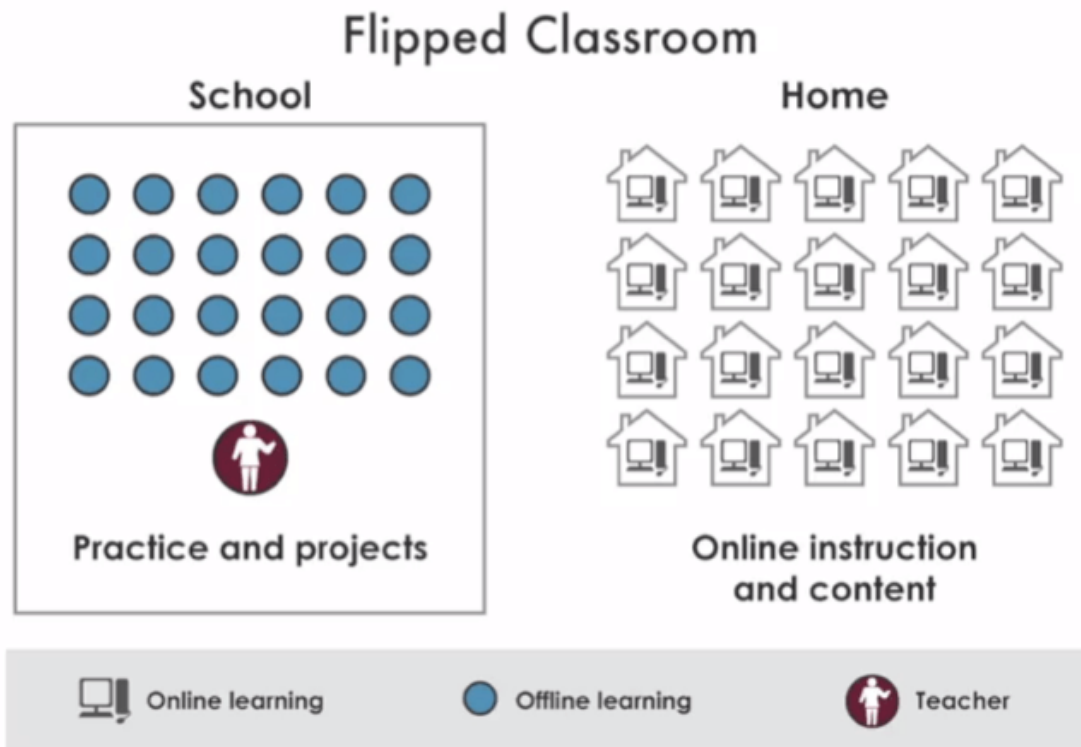 Flipped Classroom
School
Home
Practice and projects
Online instruction
and content
Online learning
Offline learning
Teacher